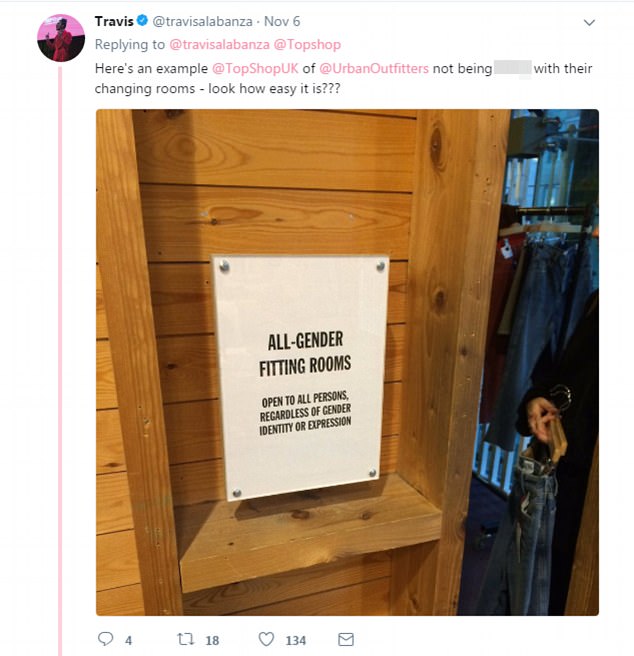 Travis @travisalabanza · Nov 6
Replying to @travisalabanza @Topshop
Here's an example @TopShopUK of @UrbanOutfitters not being with their
changing rooms - look how easy it is???
ALL-GENDER
FITTING ROOMS
OPEN TO ALL PERSONS,
REGARDLESS OF GENDER
IDENTITY OR EXPRESSION
4 18 134